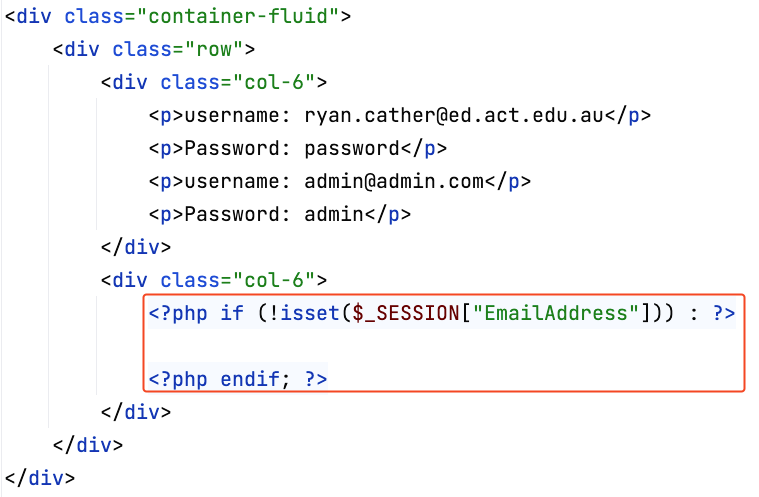 <div class="container-fluid">
<div class="row">
<div class="col-6">
<p>username: ryan.cather@ed.act.edu.au</p>
<p>Password: password</p>
<p>username: admin@admin.com</p>
<p>Password: admin</p>
</div>
<div class="col-6">
<?php if (!isset($_SESSION["EmailAddress"])) : ?>
<?php endif; ?>
</div>
</div>
</div>